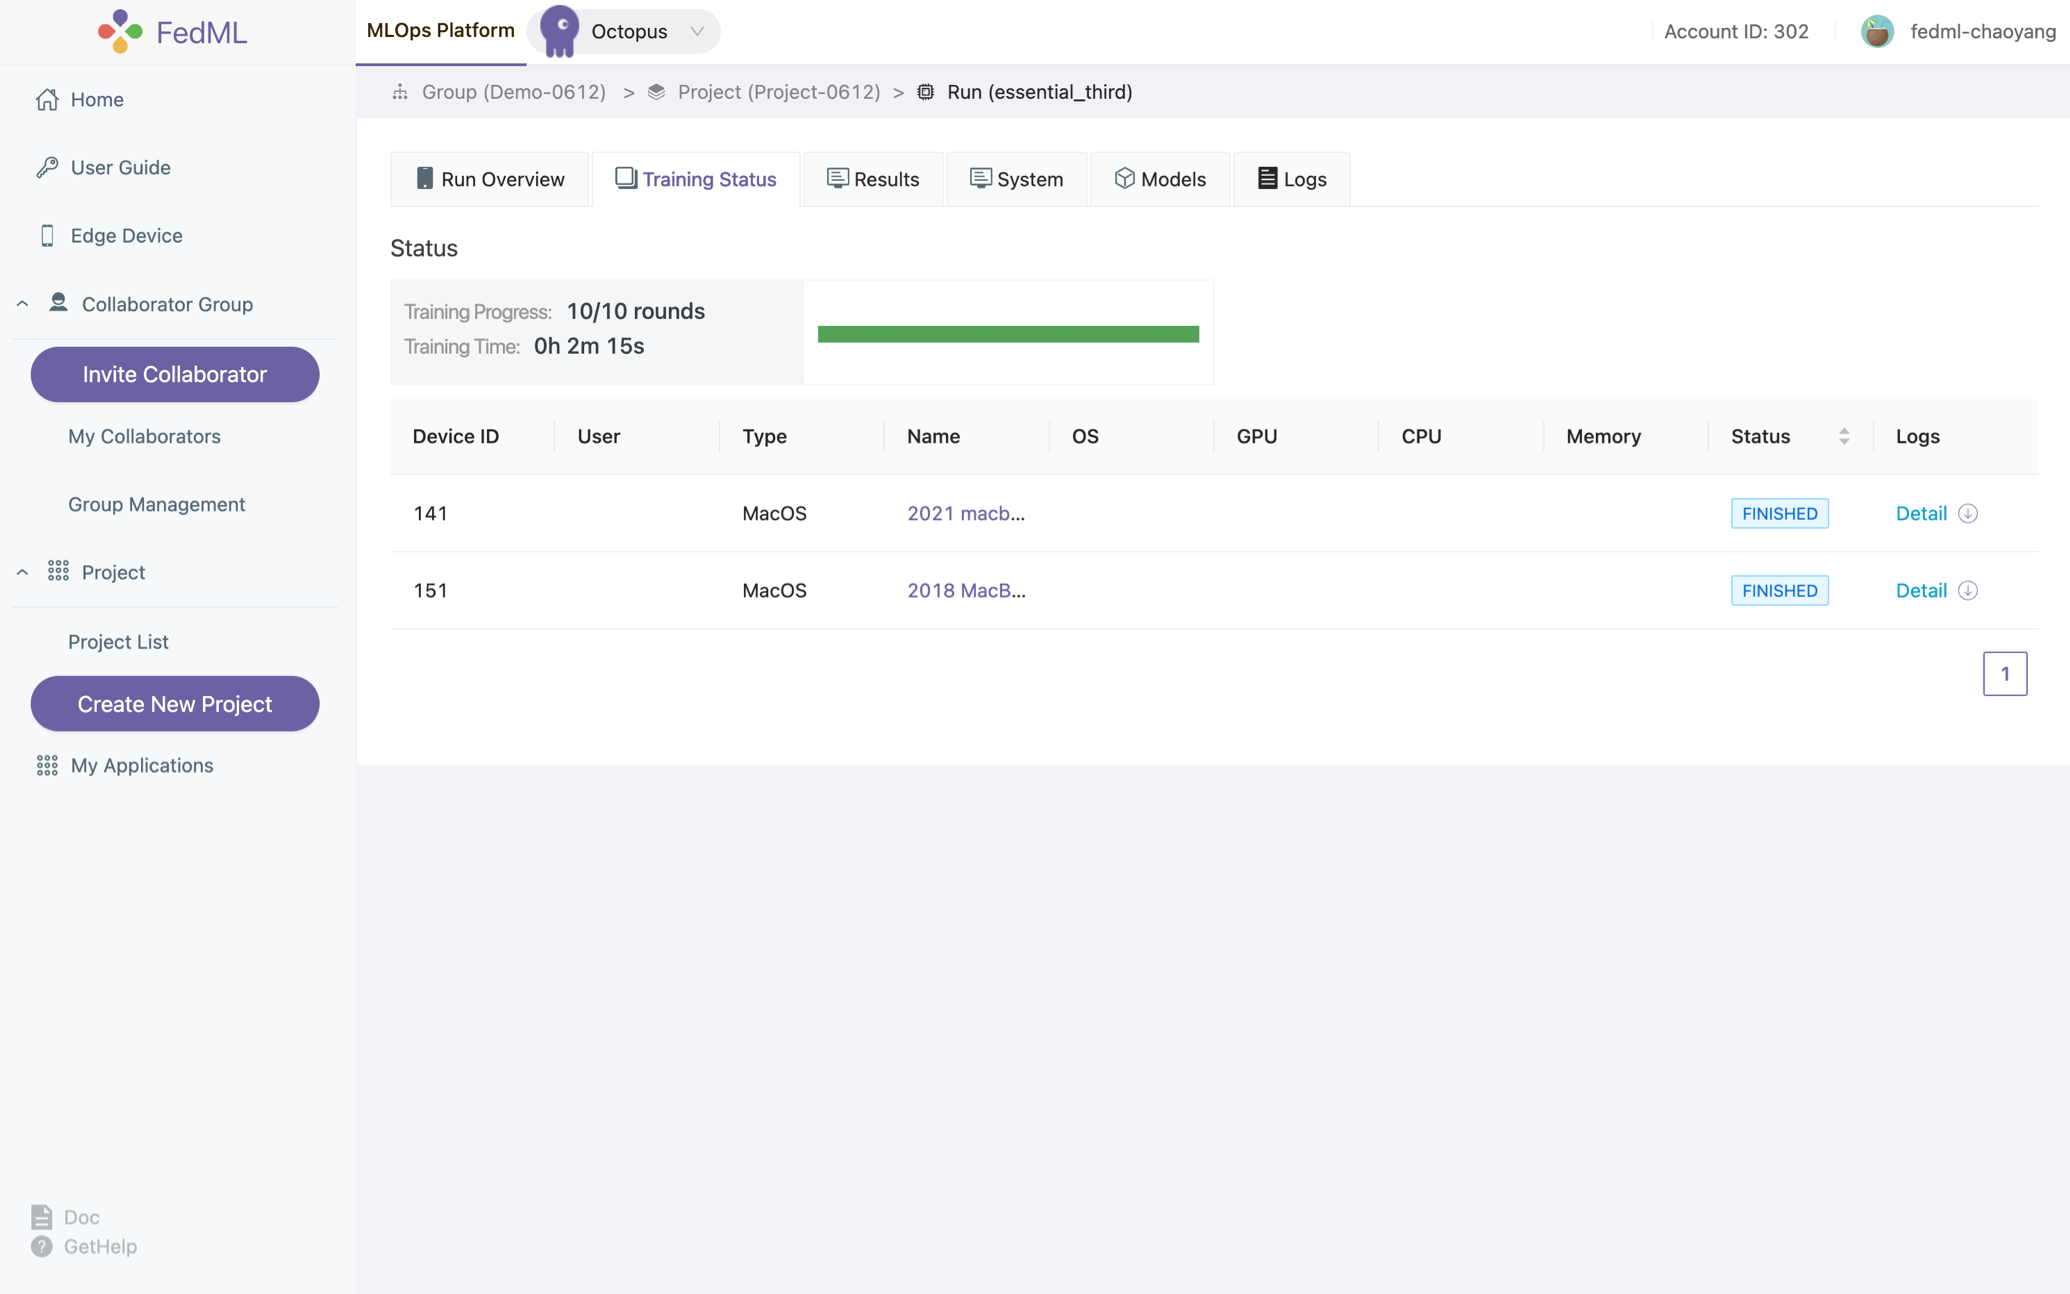 FedML
MLOps Platform
Octopus
Account ID: 302
fedml-chaoyang
Home
User Guide
Edge Device
Collaborator Group
Invite Collaborator
My Collaborators
Group Management
Project
Project List
Create New Project
My Applications
Doc
GetHelp
Group (Demo-0612) > Project (Project-0612) > Run (essential_third)
Run Overview
Training Status
Results
System
Models
Logs
Status
Training Progress: 10/10 rounds
Training Time: 0h 2m 15s
Device ID User Type Name OS GPU CPU Memory Status Logs
141 MacOS 2021 macb... FINISHED Detail
151 MacOS 2018 MacB... FINISHED Detail
1